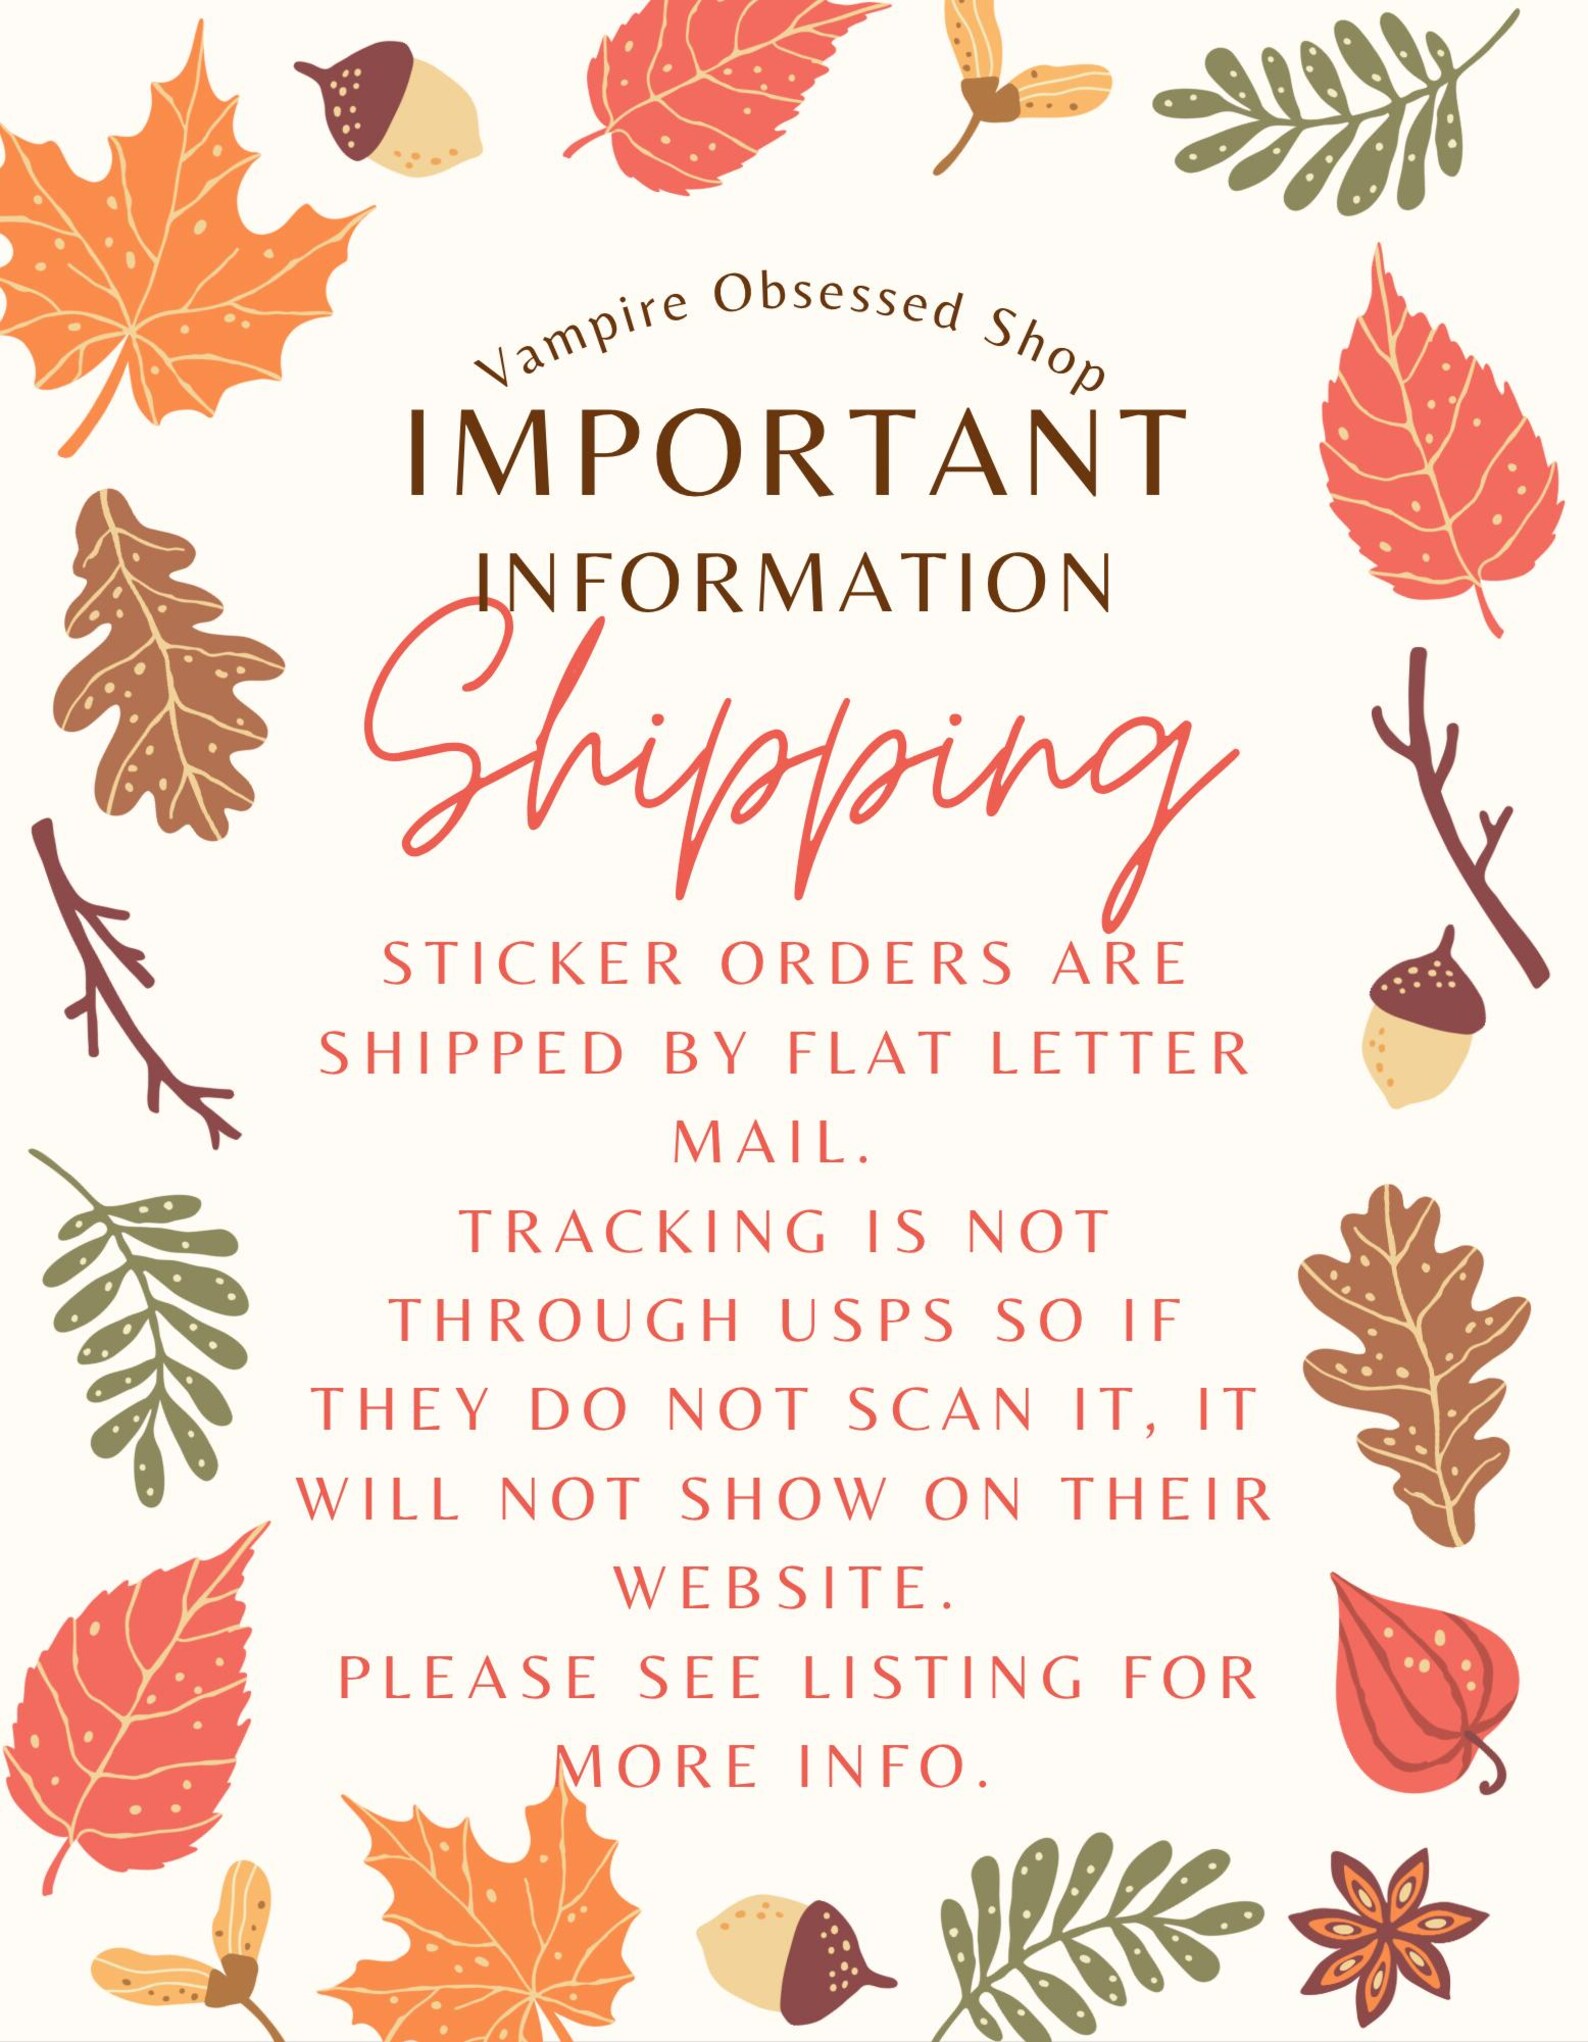 Vampire Obsessed Shop
IMPORTANT
INFORMATION
Shipping
STICKER ORDERS ARE
SHIPPED BY FLAT LETTER
MAIL.
TRACKING IS NOT
THROUGH USPS SO IF
THEY DO NOT SCAN IT, IT
WILL NOT SHOW ON THEIR
WEBSITE.
PLEASE SEE LISTING FOR
MORE INFO.